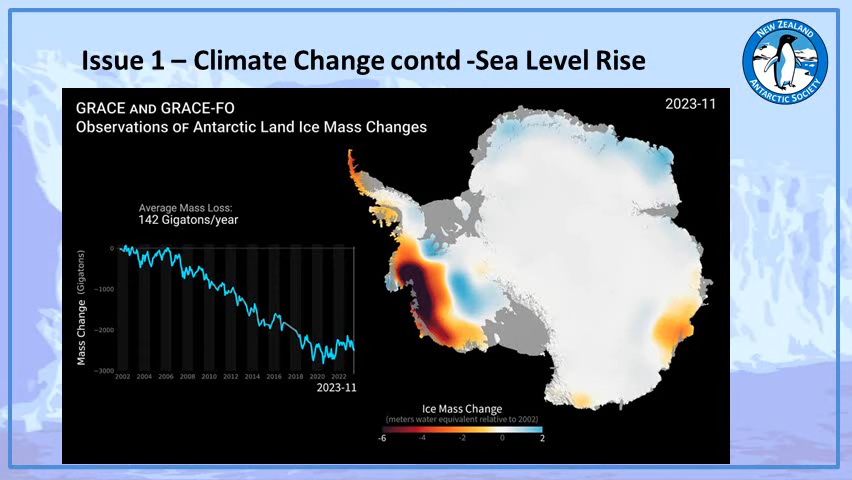 Issue 1 – Climate Change contd -Sea Level Rise
NEW ZEALAND
ANTARCTIC SOCIETY
GRACE AND GRACE-FO
Observations OF Antarctic Land Ice Mass Changes
2023-11
Average Mass Loss:
142 Gigatons/year
Mass Change (Gigatons)
0
−1000
−2000
−3000
2002 2004 2006 2008 2010 2012 2014 2016 2018 2020 2022
2023-11
Ice Mass Change
(meters water equivalent relative to 2002)
-6 -4 -2 0 2